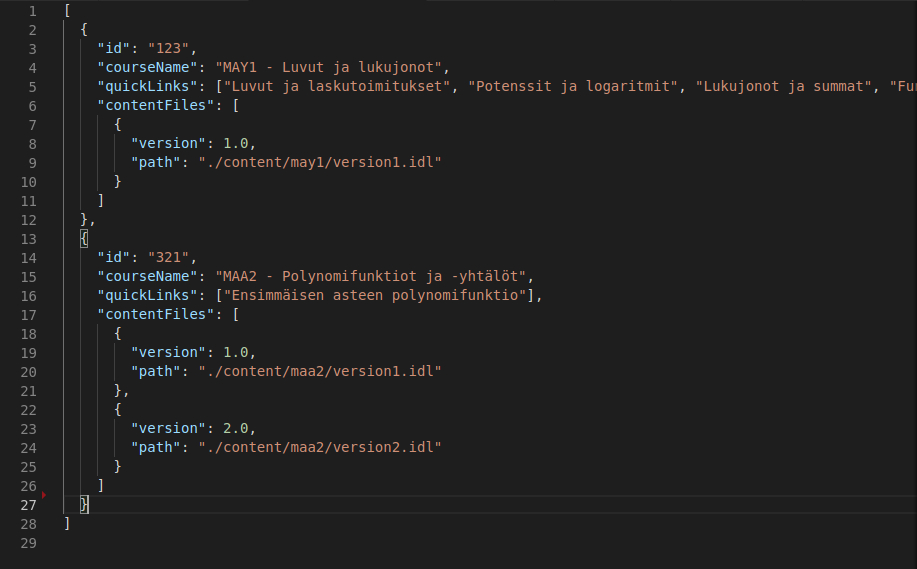 1 [
2 {
3 "id": "123",
4 "courseName": "MAY1 - Luvut ja lukujonot",
5 "quickLinks": ["Luvut ja laskutoimitukset", "Potenssit ja logaritmit", "Lukujonot ja summat",
6 "contentFiles": [
7 {
8 "version": 1.0,
9 "path": "./content/may1/version1.idl"
10 }
11 ]
12 },
13 {
14 "id": "321",
15 "courseName": "MAA2 - Polynomifunktiot ja -yhtälöt",
16 "quickLinks": ["Ensimmäisen asteen polynomifunktio"],
17 "contentFiles": [
18 {
19 "version": 1.0,
20 "path": "./content/maa2/version1.idl"
21 },
22 {
23 "version": 2.0,
24 "path": "./content/maa2/version2.idl"
25 }
26 ]
27 }
28 ]
29